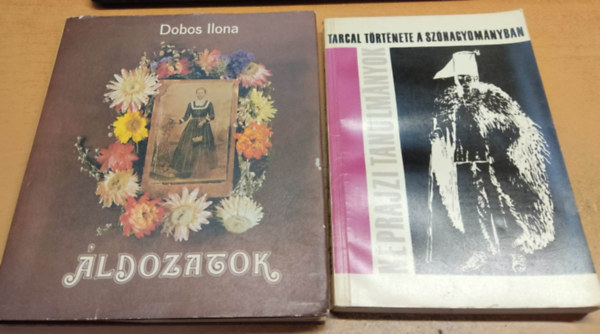 Dobos Ilona
ÁLDOZATOK
TARCAL TÖRTÉNETE A SZÓHAGYOMÁNYBAN
NÉPRAJZI TANULMÁNYOK